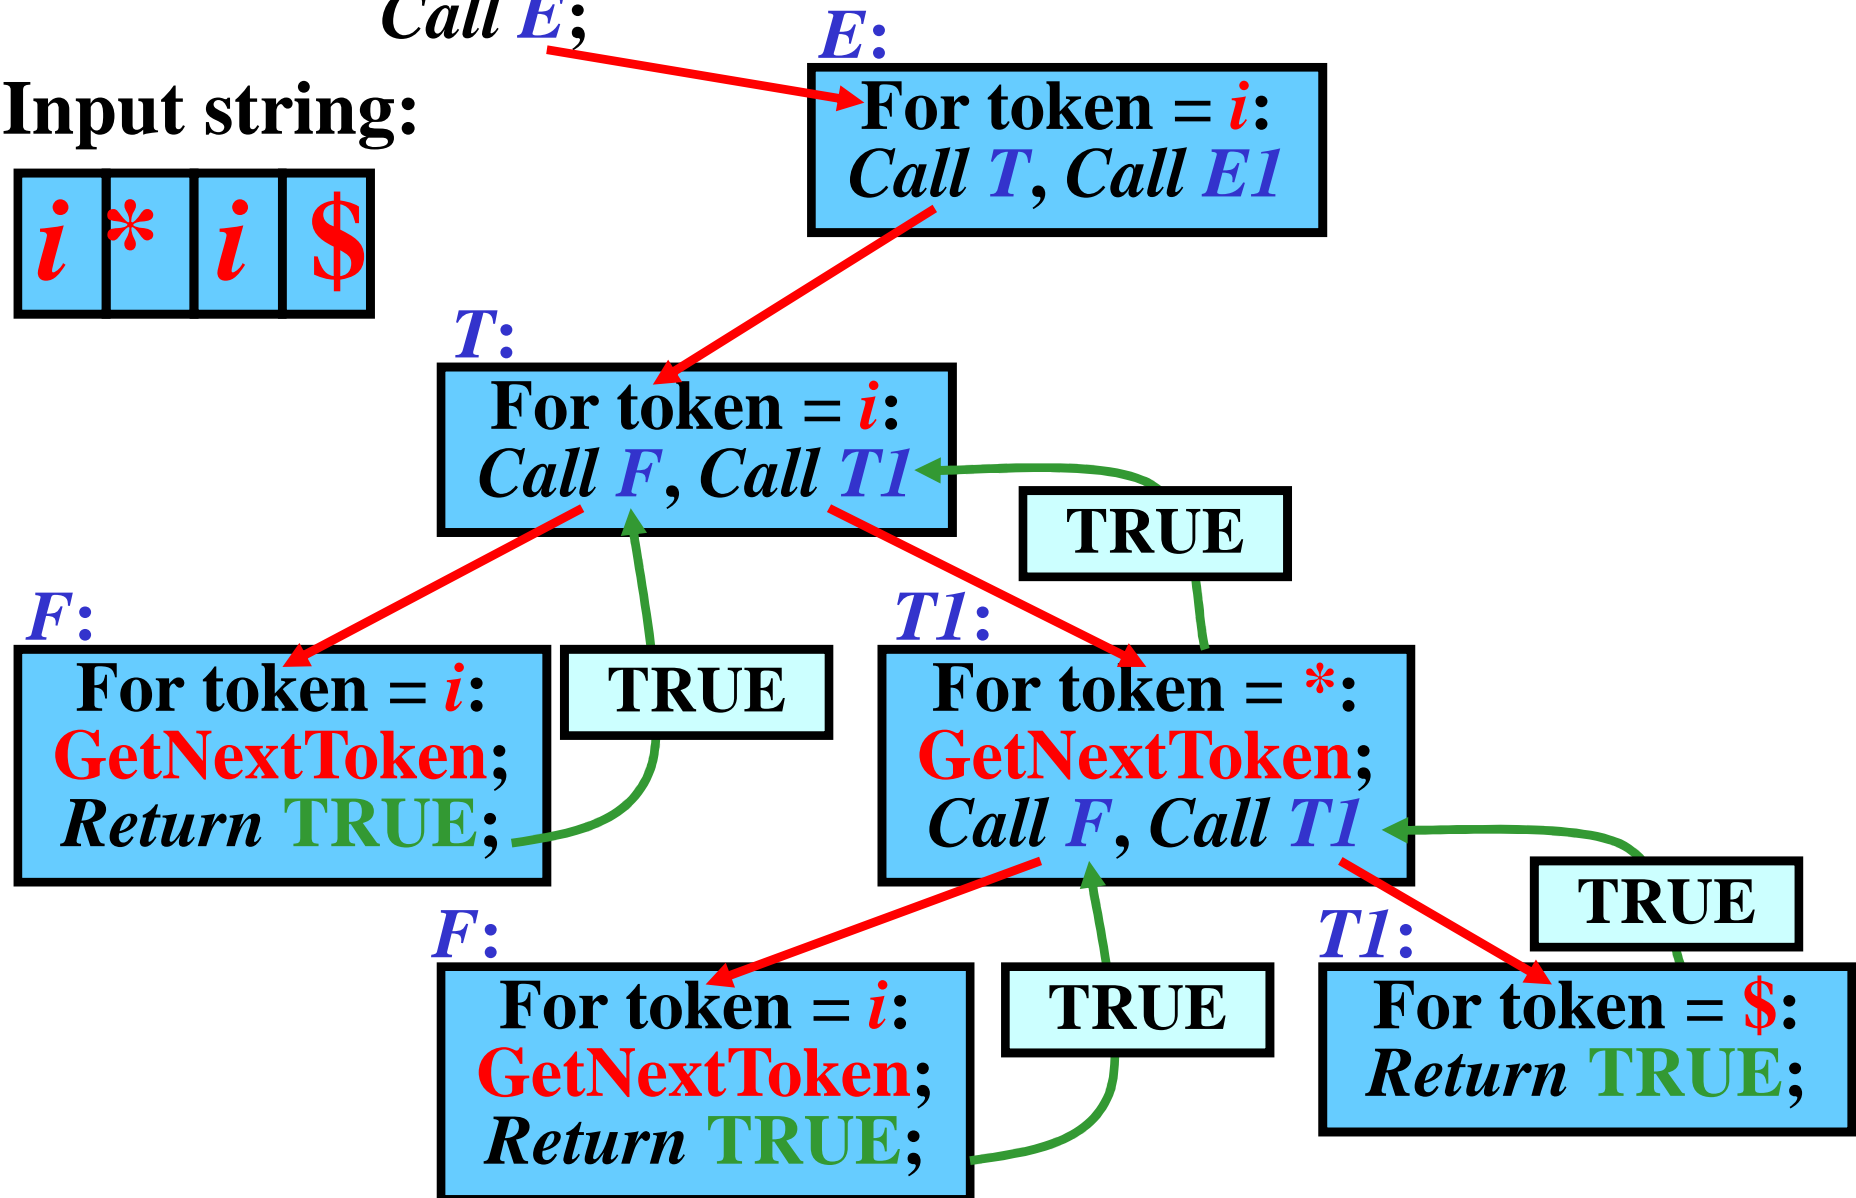 Call E;
E:
For token = i:
Call T, Call E1
Input string:
i * i $
T:
For token = i:
Call F, Call T1
TRUE
F:
For token = i:
GetNextToken;
Return TRUE;
TRUE
T1:
For token = *:
GetNextToken;
Call F, Call T1
TRUE
F:
For token = i:
GetNextToken;
Return TRUE;
TRUE
T1:
For token = $:
Return TRUE;